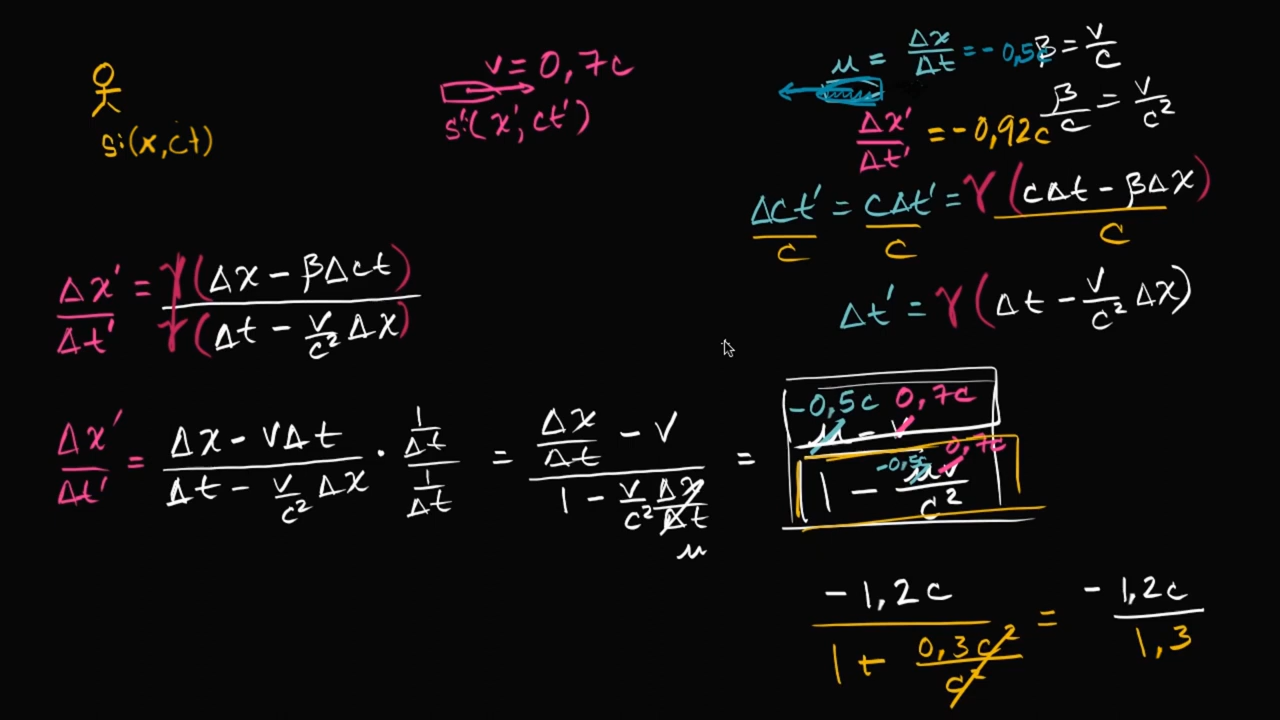 v = 0,7c
s:(x, ct)
s':(x', ct')
u = Δx/Δt = -0,5c
β = v/c
β/c = v/c²
Δx'/Δt' = -0,92c
Δct'/c = cΔt'/c = γ(cΔt - βΔx)/c
Δt' = γ(Δt - v/c² Δx)
Δx'/Δt' = γ(Δx - βΔct)/γ(Δt - v/c² Δx)
Δx'/Δt' = Δx - vΔt/Δt - v/c² Δx · 1/Δt/1/Δt = Δx/Δt - v/1 - v/c² Δx/Δt = u - v/1 - uv/c²
-0,5c 0,7c
-0,5c 0,7c
u
-1,2c/1 + 0,3c²/c² = -1,2c/1,3